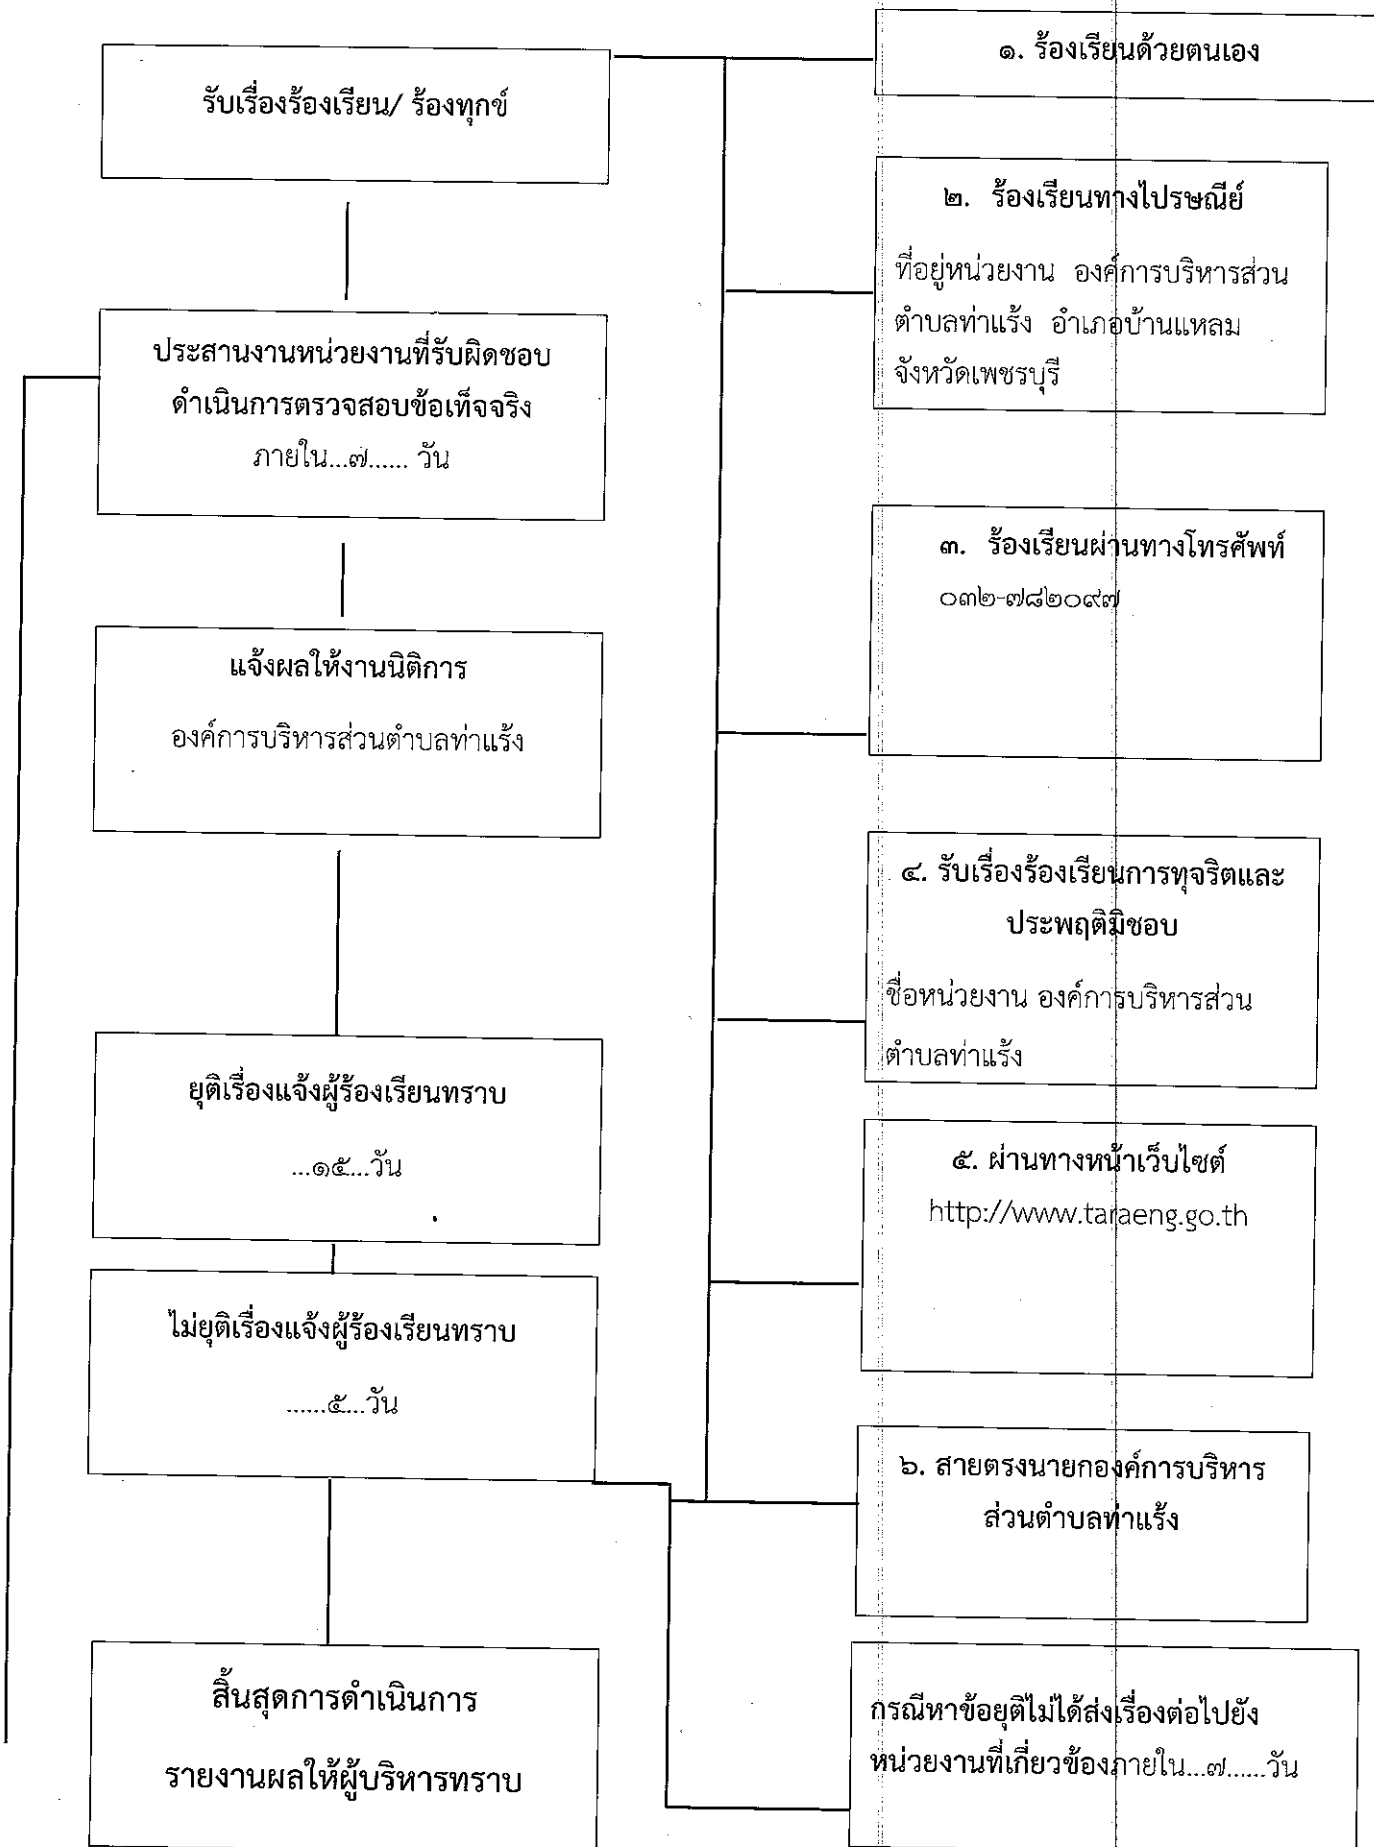 รับเรื่องร้องเรียน/ ร้องทุกข์
ประสานงานหน่วยงานที่รับผิดชอบ
ดำเนินการตรวจสอบข้อเท็จจริง
ภายใน...๗...... วัน
แจ้งผลให้งานนิติการ
องค์การบริหารส่วนตำบลท่าแร้ง
ยุติเรื่องแจ้งผู้ร้องเรียนทราบ
...๑๕...วัน
ไม่ยุติเรื่องแจ้งผู้ร้องเรียนทราบ
......๕...วัน
สิ้นสุดการดำเนินการ
รายงานผลให้ผู้บริหารทราบ
๑. ร้องเรียนด้วยตนเอง
๒. ร้องเรียนทางไปรษณีย์
ที่อยู่หน่วยงาน องค์การบริหารส่วน
ตำบลท่าแร้ง อำเภอบ้านแหลม
จังหวัดเพชรบุรี
๓. ร้องเรียนผ่านทางโทรศัพท์
๐๓๒-๗๘๒๐๙๗
๔. รับเรื่องร้องเรียนการทุจริตและ
ประพฤติมิชอบ
ชื่อหน่วยงาน องค์การบริหารส่วน
ตำบลท่าแร้ง
๕. ผ่านทางหน้าเว็บไซต์
http://www.taraeng.go.th
๖. สายตรงนายกองค์การบริหาร
ส่วนตำบลท่าแร้ง
กรณีหาข้อยุติไม่ได้ส่งเรื่องต่อไปยัง
หน่วยงานที่เกี่ยวข้องภายใน...๗......วัน